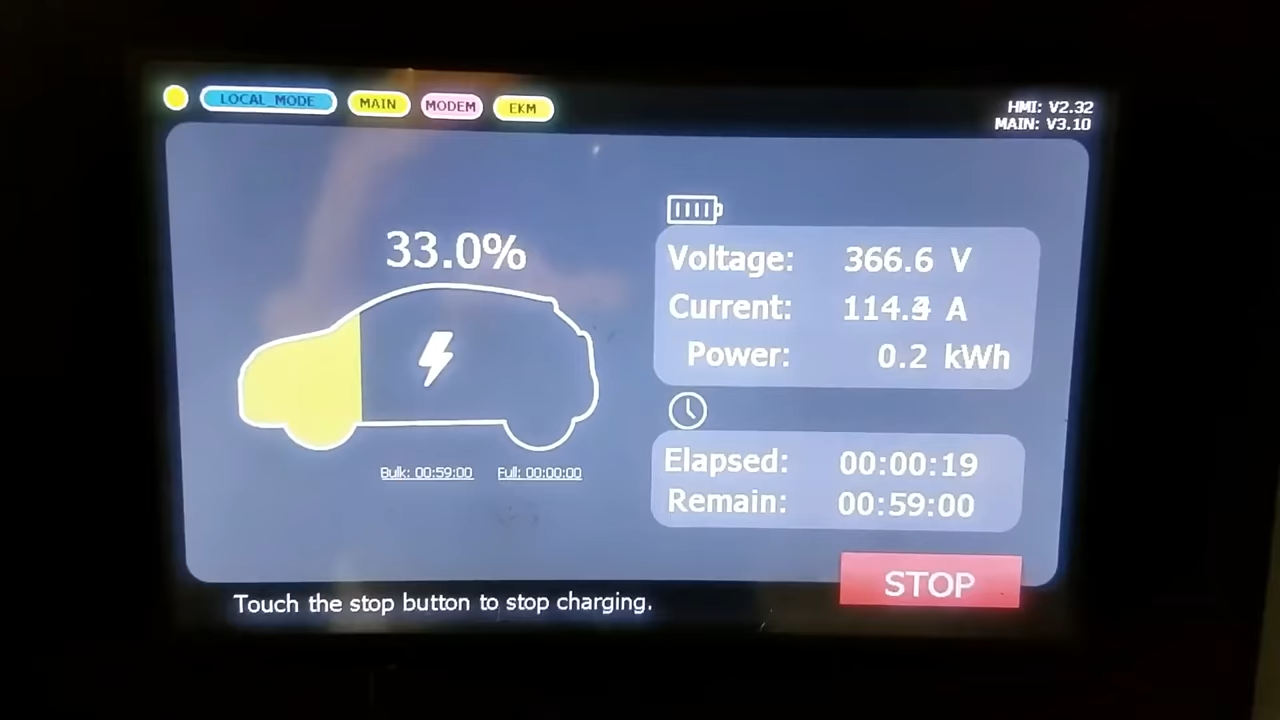 LOCAL_MODE MAIN MODEM EKM
HMI: V2.32
MAIN: V3.10
33.0%
Bulk: 00:59:00 Full: 00:00:00
Voltage: 366.6 V
Current: A
Power: 0.2 kWh
Elapsed: 00:00:19
Remain: 00:59:00
STOP
Touch the stop button to stop charging.